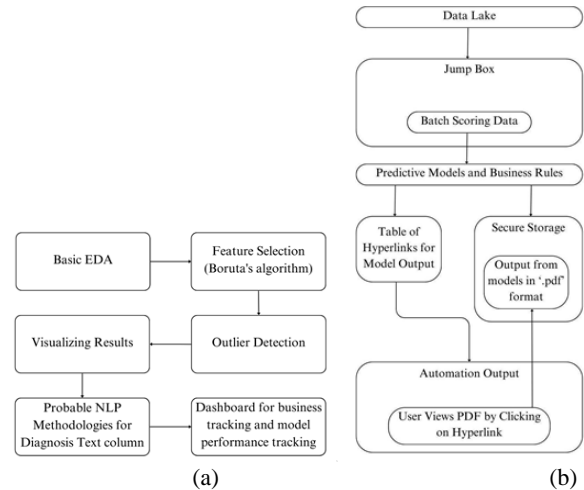 Basic EDA
Feature Selection
(Boruta's algorithm)
Visualizing Results
Outlier Detection
Probable NLP
Methodologies for
Diagnosis Text column
Dashboard for business
tracking and model
performance tracking
(a)
Data Lake
Jump Box
Batch Scoring Data
Predictive Models and Business Rules
Table of
Hyperlinks for
Model Output
Secure Storage
Output from
models in '.pdf'
format
Automation Output
User Views PDF by Clicking
on Hyperlink
(b)